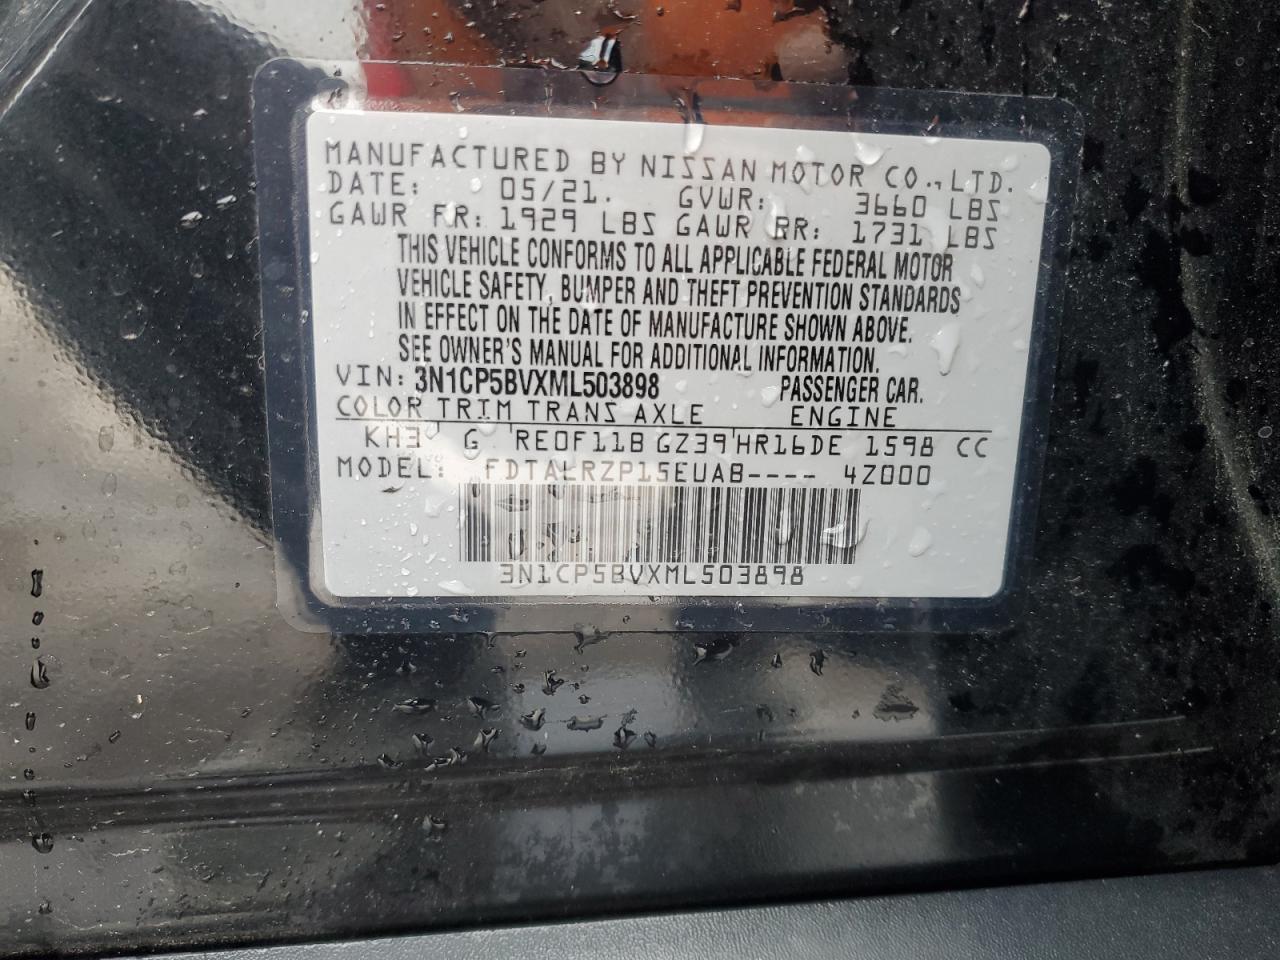 MANUFACTURED BY NISSAN MOTOR CO., LTD.
DATE: 05/21. GVWR: 3660 LBS
GAWR FR: 1929 LBS GAWR RR: 1731 LBS
THIS VEHICLE CONFORMS TO ALL APPLICABLE FEDERAL MOTOR
VEHICLE SAFETY, BUMPER AND THEFT PREVENTION STANDARDS
IN EFFECT ON THE DATE OF MANUFACTURE SHOWN ABOVE.
SEE OWNER'S MANUAL FOR ADDITIONAL INFORMATION.
VIN: 3N1CP5BVXML503898 PASSENGER CAR.
COLOR TRIM TRANS AXLE ENGINE
KH3 G RE0F11B GZ39 HR16DE 1598 CC
MODEL: FDTALRZP15EUAB---- 4Z000
3N1CP5BVXML503898